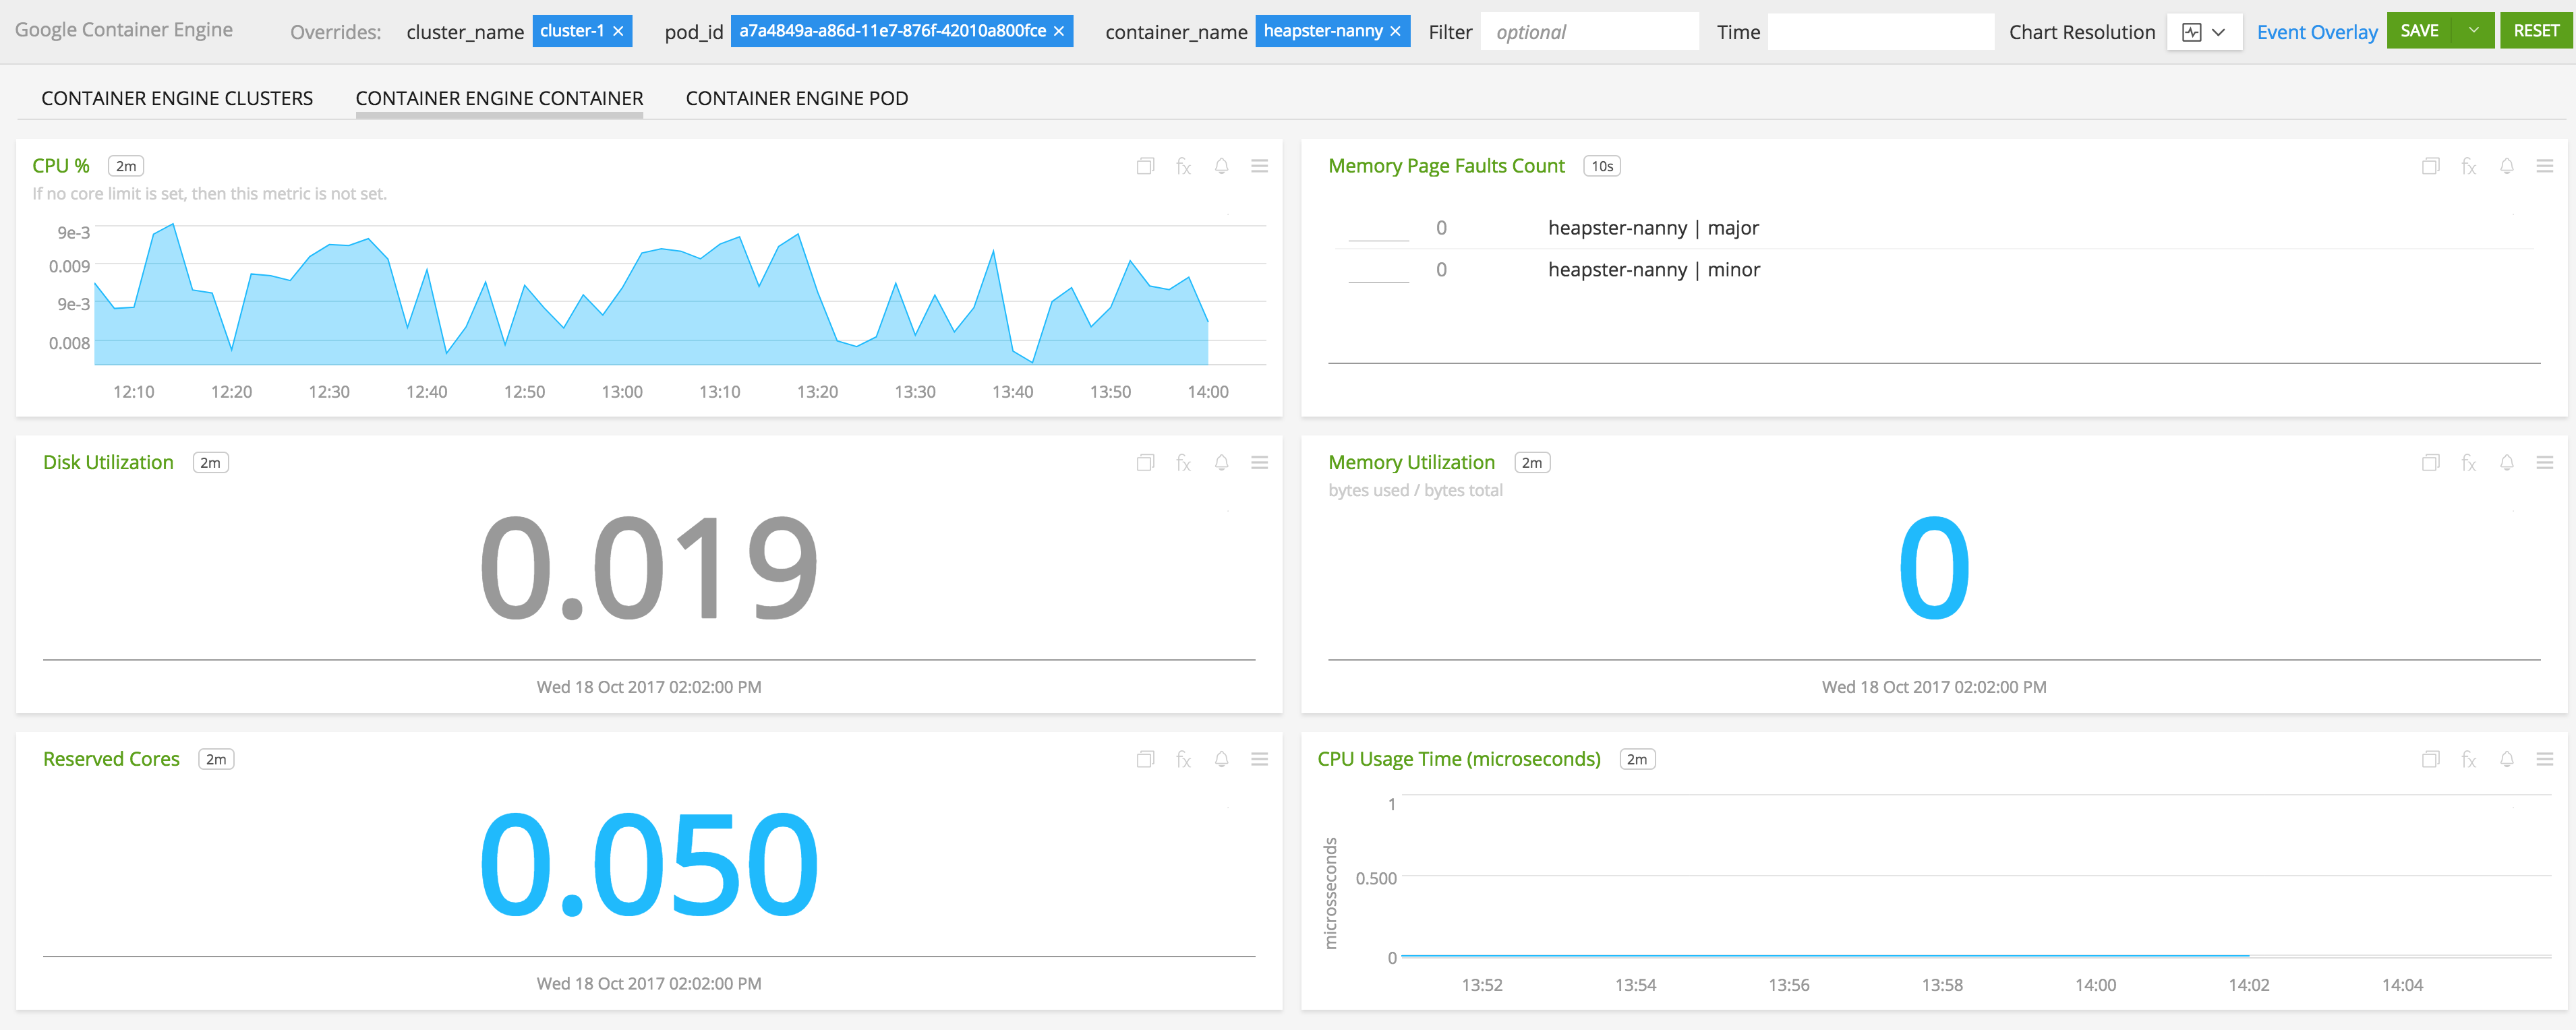 Google Container Engine Overrides: cluster_name cluster-1 × pod_id a7a4849a-a86d-11e7-876f-42010a800fce × container_name heapster-nanny × Filter optional Time Chart Resolution Event Overlay SAVE RESET
CONTAINER ENGINE CLUSTERS CONTAINER ENGINE CONTAINER CONTAINER ENGINE POD
CPU % 2m fx
If no core limit is set, then this metric is not set.
9e-3
0.009
9e-3
0.008
12:10 12:20 12:30 12:40 12:50 13:00 13:10 13:20 13:30 13:40 13:50 14:00
Memory Page Faults Count 10s fx
0 heapster-nanny | major
0 heapster-nanny | minor
Disk Utilization 2m fx
0.019
Wed 18 Oct 2017 02:02:00 PM
Memory Utilization 2m fx
bytes used / bytes total
0
Wed 18 Oct 2017 02:02:00 PM
Reserved Cores 2m fx
0.050
Wed 18 Oct 2017 02:02:00 PM
CPU Usage Time (microseconds) 2m fx
microsseconds
1
0.500
0
13:52 13:54 13:56 13:58 14:00 14:02 14:04